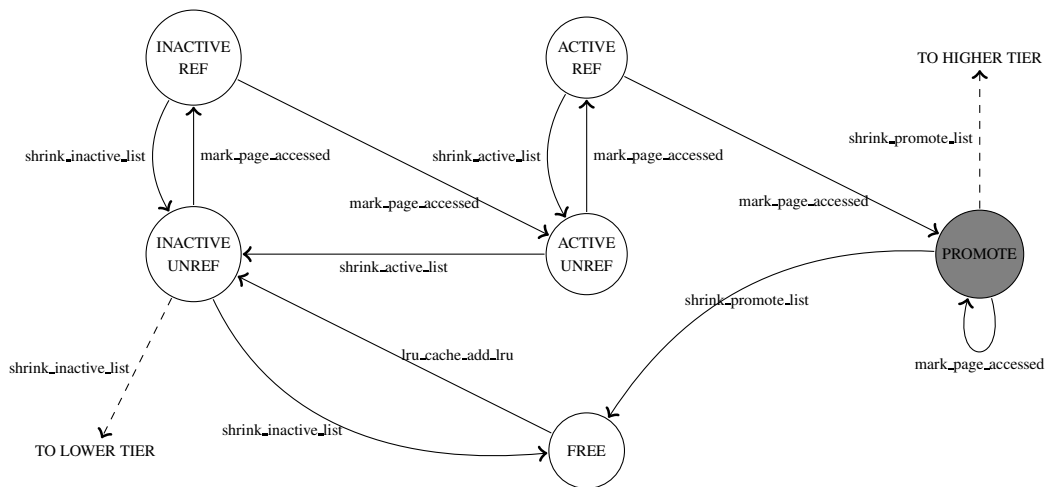 INACTIVE
REF
ACTIVE
REF
TO HIGHER TIER
shrink_promote_list
shrink_inactive_list
mark_page_accessed
shrink_active_list
mark_page_accessed
mark_page_accessed
mark_page_accessed
INACTIVE
UNREF
ACTIVE
UNREF
PROMOTE
shrink_active_list
shrink_promote_list
lru_cache_add_lru
shrink_inactive_list
mark_page_accessed
shrink_inactive_list
TO LOWER TIER
FREE